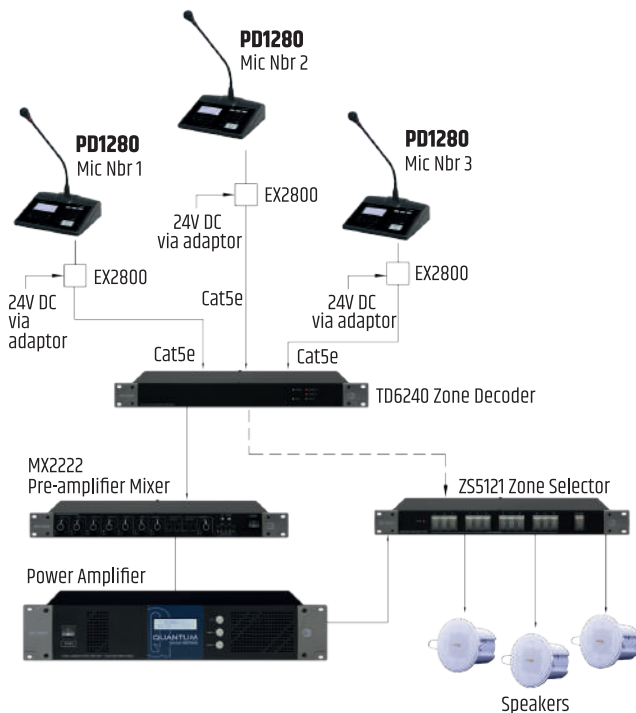 PD1280
Mic Nbr 2
PD1280
Mic Nbr 1
PD1280
Mic Nbr 3
EX2800
24V DC
via adaptor
EX2800
EX2800
24V DC
via
adaptor
Cat5e
24V DC
via adaptor
Cat5e
Cat5e
TD6240 Zone Decoder
MX2222
Pre-amplifier Mixer
ZS5121 Zone Selector
Power Amplifier
QUANTUM
Speakers